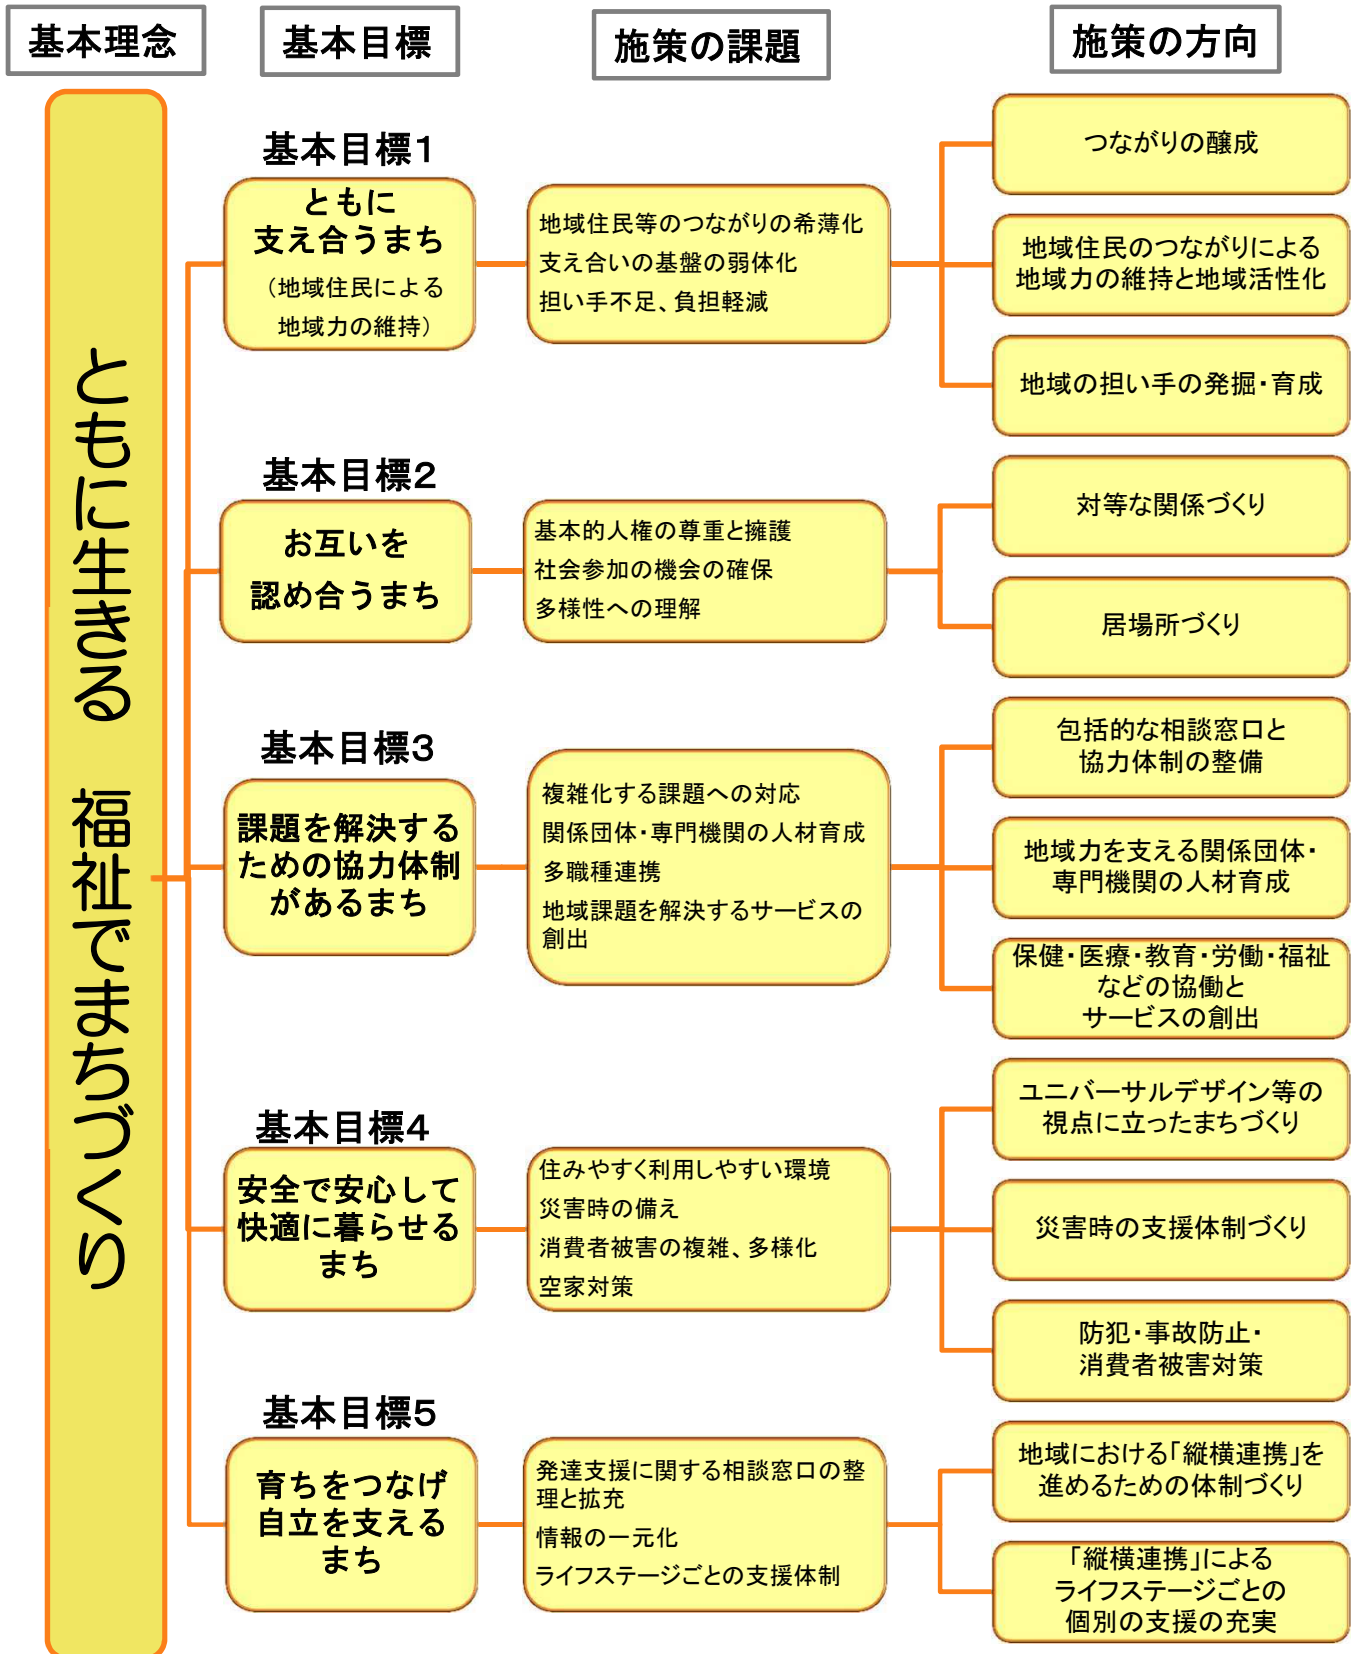 基本理念
基本目標
施策の課題
施策の方向
ともに生きる　福祉でまちづくり
基本目標1
ともに
支え合うまち
（地域住民による
地域力の維持）
地域住民等のつながりの希薄化
支え合いの基盤の弱体化
担い手不足、負担軽減
つながりの醸成
地域住民のつながりによる
地域力の維持と地域活性化
地域の担い手の発掘・育成
基本目標2
お互いを
認め合うまち
基本的人権の尊重と擁護
社会参加の機会の確保
多様性への理解
対等な関係づくり
居場所づくり
基本目標3
課題を解決する
ための協力体制
があるまち
複雑化する課題への対応
関係団体・専門機関の人材育成
多職種連携
地域課題を解決するサービスの
創出
包括的な相談窓口と
協力体制の整備
地域力を支える関係団体・
専門機関の人材育成
保健・医療・教育・労働・福祉
などの協働と
サービスの創出
基本目標4
安全で安心して
快適に暮らせる
まち
住みやすく利用しやすい環境
災害時の備え
消費者被害の複雑、多様化
空家対策
ユニバーサルデザイン等の
視点に立ったまちづくり
災害時の支援体制づくり
防犯・事故防止・
消費者被害対策
基本目標5
育ちをつなげ
自立を支える
まち
発達支援に関する相談窓口の整
理と拡充
情報の一元化
ライフステージごとの支援体制
地域における「縦横連携」を
進めるための体制づくり
「縦横連携」による
ライフステージごとの
個別の支援の充実